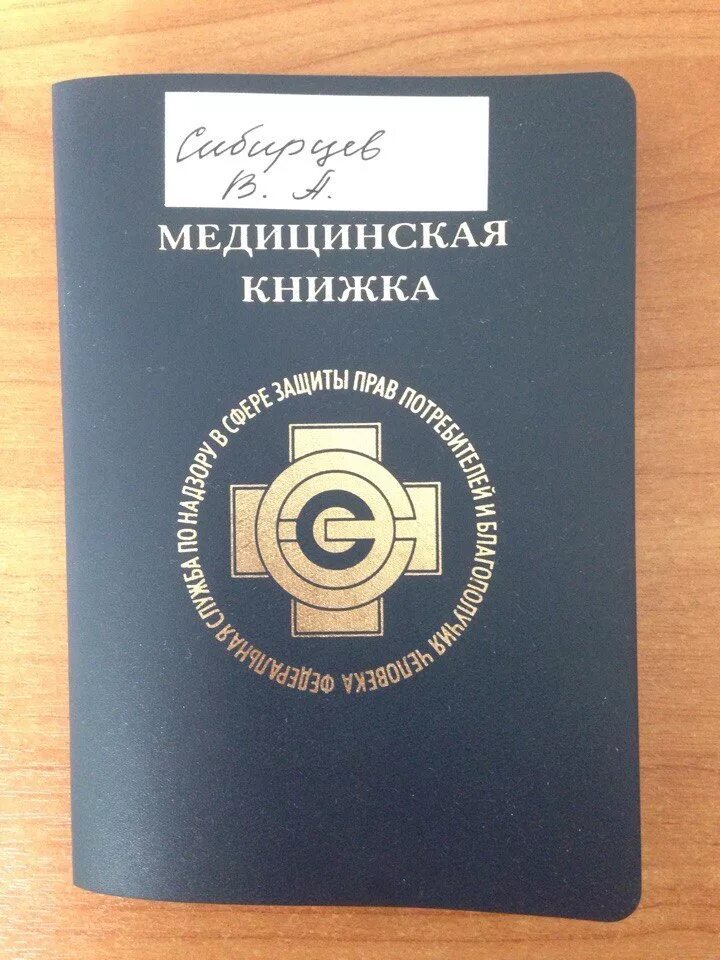 Сибирцев
В. А.
МЕДИЦИНСКАЯ
КНИЖКА
ФЕДЕРАЛЬНАЯ СЛУЖБА ПО НАДЗОРУ В СФЕРЕ ЗАЩИТЫ ПРАВ ПОТРЕБИТЕЛЕЙ И БЛАГОПОЛУЧИЯ ЧЕЛОВЕКА